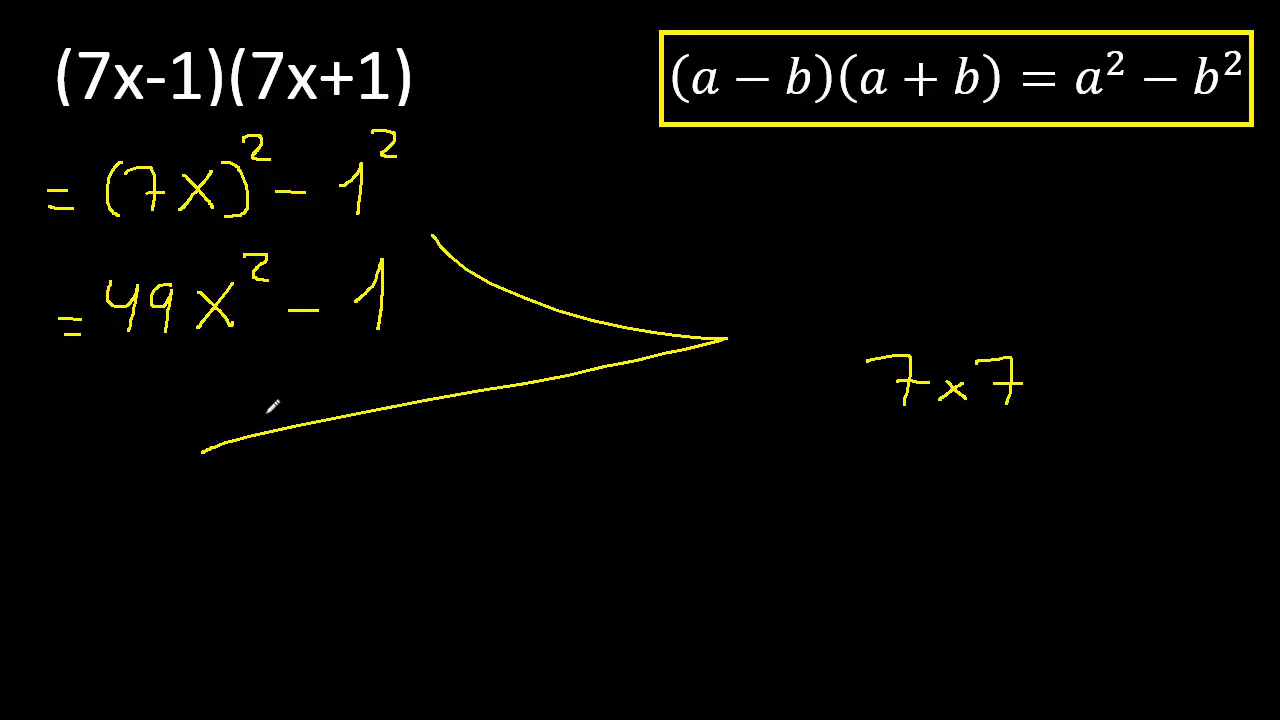 (7x-1)(7x+1)
(a − b)(a + b) = a² − b²
= (7x)² − 1²
= 49x² − 1
7 × 7